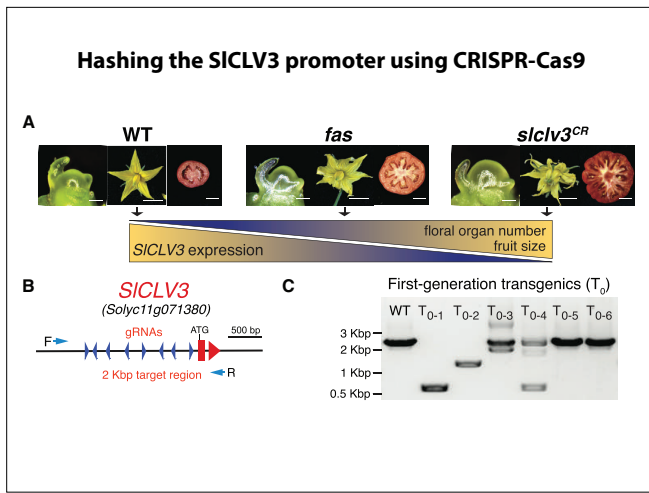 Hashing the SlCLV3 promoter using CRISPR-Cas9
A
WT
fas
slclv3CR
SlCLV3 expression
floral organ number
fruit size
B
SlCLV3
(Solyc11g071380)
gRNAs
ATG
500 bp
F
R
2 Kbp target region
C
First-generation transgenics (T0)
WT T0-1 T0-2 T0-3 T0-4 T0-5 T0-6
3 Kbp
2 Kbp
1 Kbp
0.5 Kbp